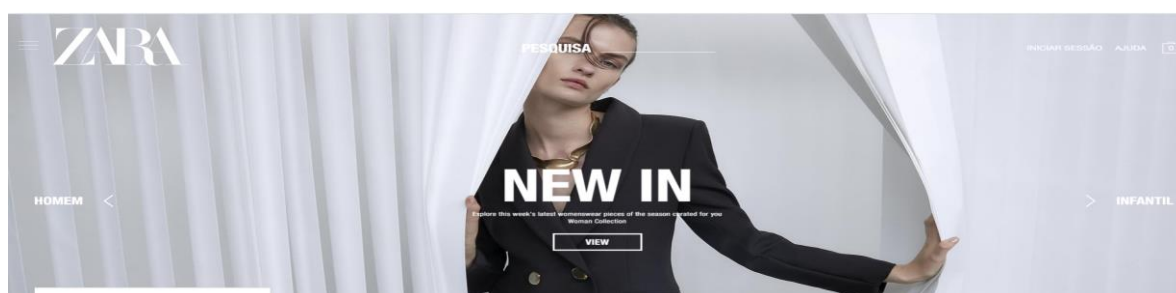 ZARA
PESQUISA
INICIAR SESSÃO AJUDA 0
HOMEM <
> INFANTIL
NEW IN
Explore this week's latest womenswear pieces of the season curated for you
Woman Collection
VIEW